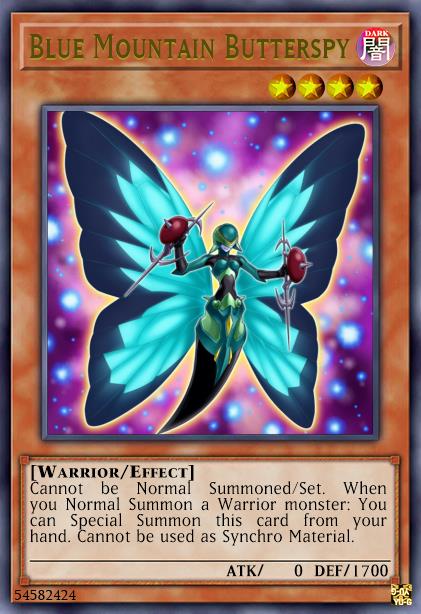 Blue Mountain Butterspy
DARK
闇
[Warrior/Effect]
Cannot be Normal Summoned/Set. When
you Normal Summon a Warrior monster: You
can Special Summon this card from your
hand. Cannot be used as Synchro Material.
ATK/ 0 DEF/1700
54582424